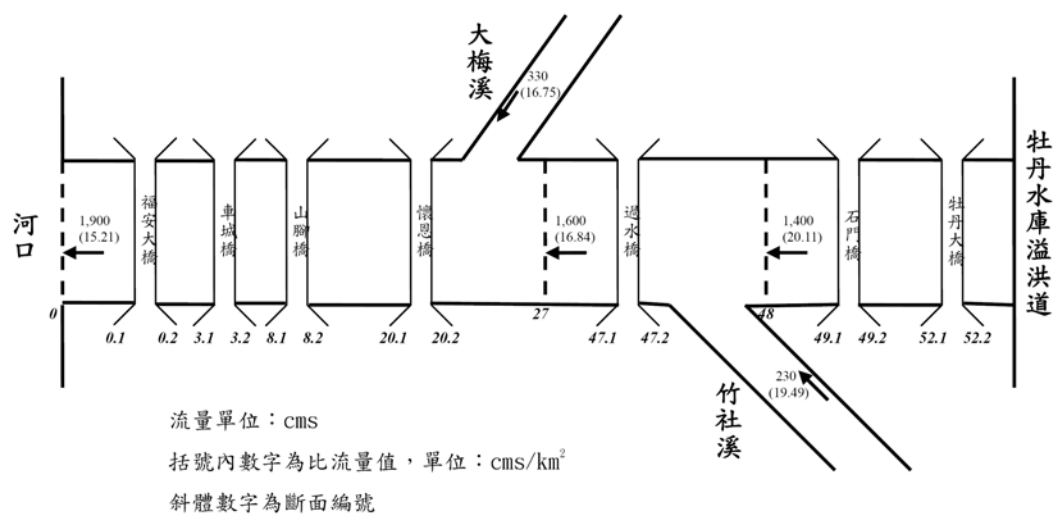 大梅溪
330
(16.75)
牡丹水庫溢洪道
河口
1,900
(15.21)
福安大橋
車城橋
山腳橋
懷恩橋
1,600
(16.84)
過水橋
1,400
(20.11)
石門橋
牡丹大橋
0
0.1
0.2
3.1
3.2
8.1
8.2
20.1
20.2
27
47.1
47.2
48
49.1
49.2
52.1
52.2
230
(19.49)
竹社溪
流量單位：cms
括號內數字為比流量值，單位：cms/km²
斜體數字為斷面編號